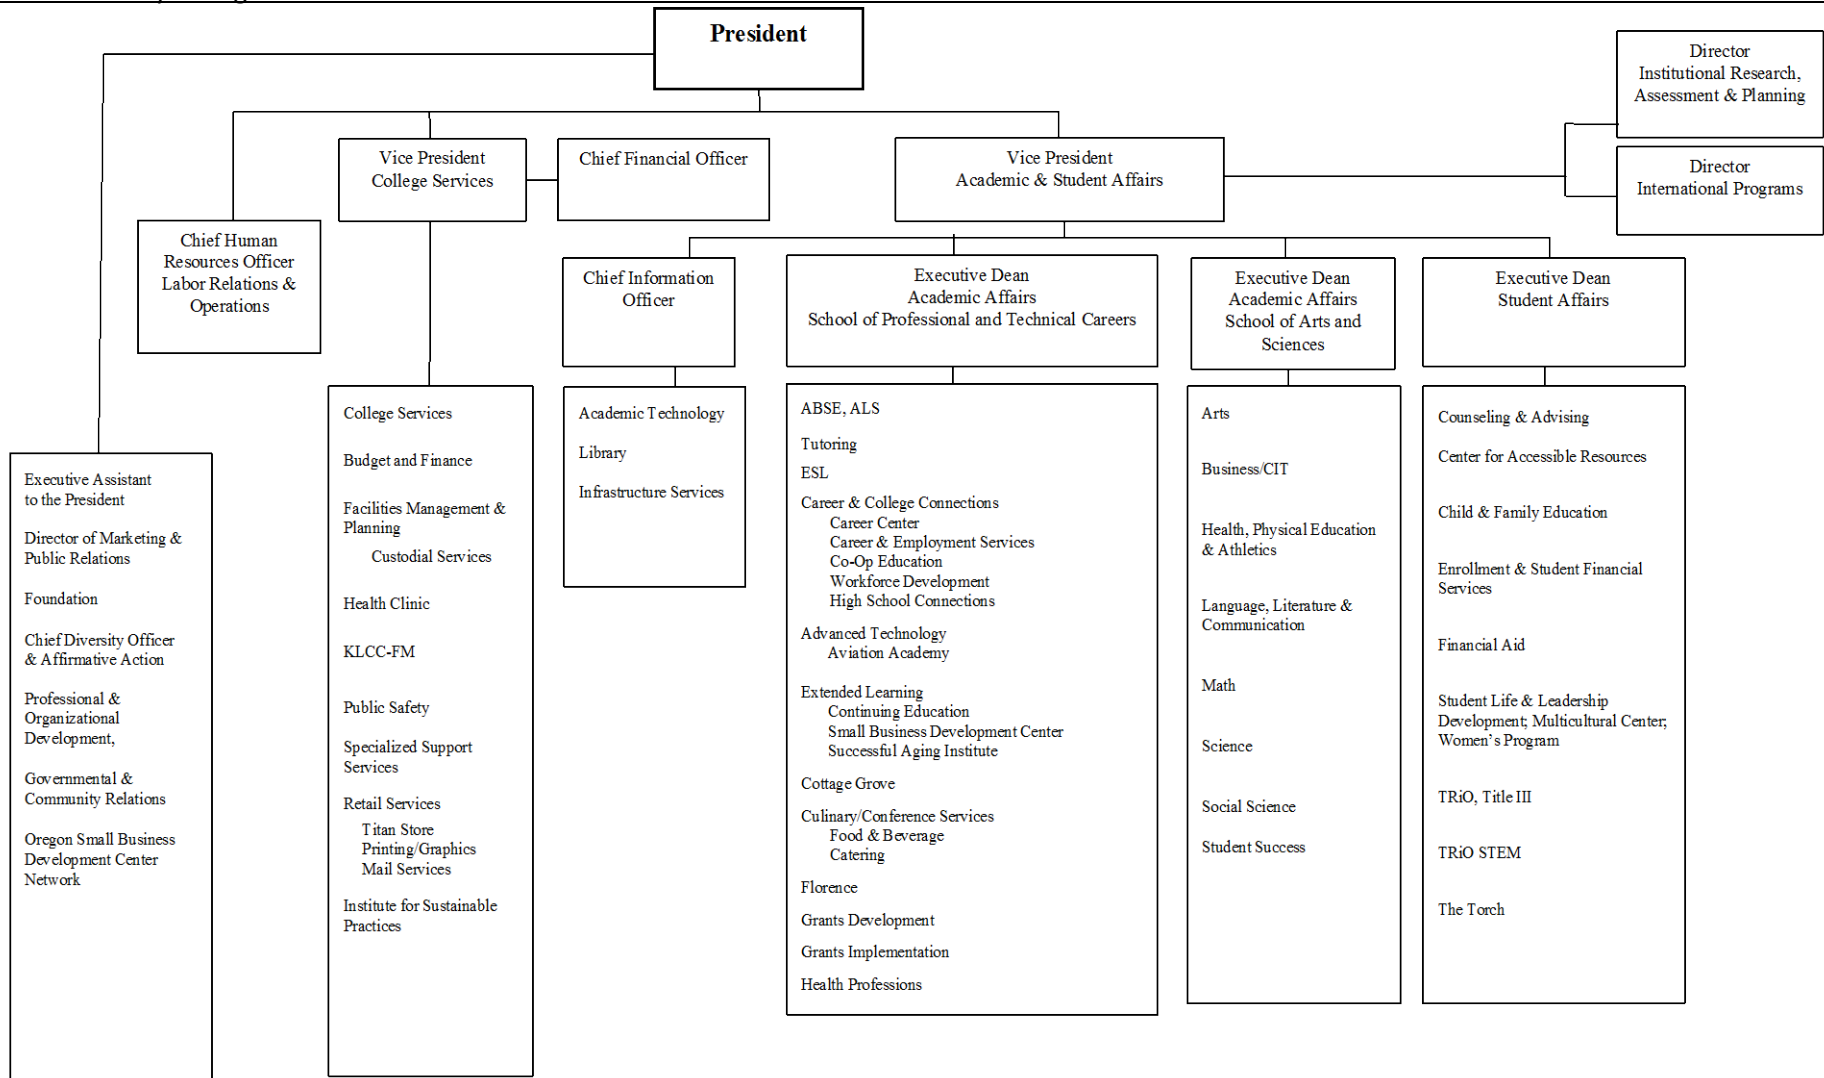 President
Director
Institutional Research,
Assessment & Planning
Vice President
College Services
Chief Financial Officer
Vice President
Academic & Student Affairs
Director
International Programs
Chief Human
Resources Officer
Labor Relations &
Operations
Chief Information
Officer
Executive Dean
Academic Affairs
School of Professional and Technical Careers
Executive Dean
Academic Affairs
School of Arts and
Sciences
Executive Dean
Student Affairs
Executive Assistant
to the President
Director of Marketing &
Public Relations
Foundation
Chief Diversity Officer
& Affirmative Action
Professional &
Organizational
Development,
Governmental &
Community Relations
Oregon Small Business
Development Center
Network
College Services
Budget and Finance
Facilities Management &
Planning
Custodial Services
Health Clinic
KLCC-FM
Public Safety
Specialized Support
Services
Retail Services
Titan Store
Printing/Graphics
Mail Services
Institute for Sustainable
Practices
Academic Technology
Library
Infrastructure Services
ABSE, ALS
Tutoring
ESL
Career & College Connections
Career Center
Career & Employment Services
Co-Op Education
Workforce Development
High School Connections
Advanced Technology
Aviation Academy
Extended Learning
Continuing Education
Small Business Development Center
Successful Aging Institute
Cottage Grove
Culinary/Conference Services
Food & Beverage
Catering
Florence
Grants Development
Grants Implementation
Health Professions
Arts
Business/CIT
Health, Physical Education
& Athletics
Language, Literature &
Communication
Math
Science
Social Science
Student Success
Counseling & Advising
Center for Accessible Resources
Child & Family Education
Enrollment & Student Financial
Services
Financial Aid
Student Life & Leadership
Development; Multicultural Center;
Women's Program
TRiO, Title III
TRiO STEM
The Torch